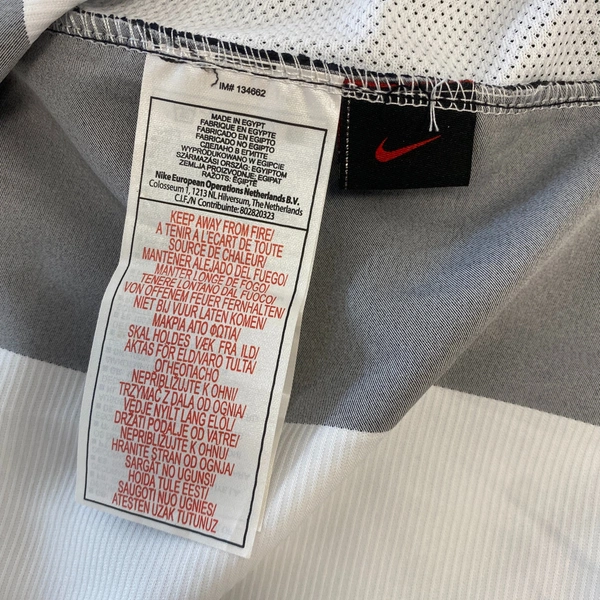 IM# 134662
MADE IN EGYPT
FABRIQUE EN EGYPTE
FABRICADO EN EGIPTO
FABRICADO NO EGIPTO
СДЕЛАНО В ЕГИПТЕ
WYPRODUKOWANO W EGIPCIE
SZÁRMAZÁSI ORSZÁG: EGYIPTOM
ZEMLJA PROIZVODNJE: EGIPAT
RAŽOTS: ĒĢIPTĒ
Nike European Operations Netherlands B.V.
Colosseum 1, 1213 NL Hilversum, The Netherlands
C.I.F./N Contribuinte: 802820323
KEEP AWAY FROM FIRE/
A TENIR A L'ECART DE TOUTE
SOURCE DE CHALEUR/
MANTENER ALEJADO DEL FUEGO/
MANTER LONGE DE FOGO/
TENERE LONTANO DAL FUOCO/
VON OFFENEM FEUER FERNHALTEN/
NIET BIJ VUUR LATEN KOMEN/
ΜΑΚΡΙΑ ΑΠΟ ΦΩΤΙΑ/
SKAL HOLDES VÆK FRA ILD/
AKTAS FÖR ELD/VARO TULTA/
ОГНЕОПАСНО
NEPRIBLIŽUJTE K OHNI/
TRZYMAĆ Z DALA OD OGNIA/
VÉDJE NYÍLT LÁNG ELŐL/
DRŽATI PODALJE OD VATRE/
NEPRIBLIŽUJTE K OHNU/
HRANITE STRAN OD OGNJA/
SARGĀT NO UGUNS!/
HOIDA TULE EEST/
SAUGOTI NUO UGNIES/
ATEŞTEN UZAK TUTUNUZ